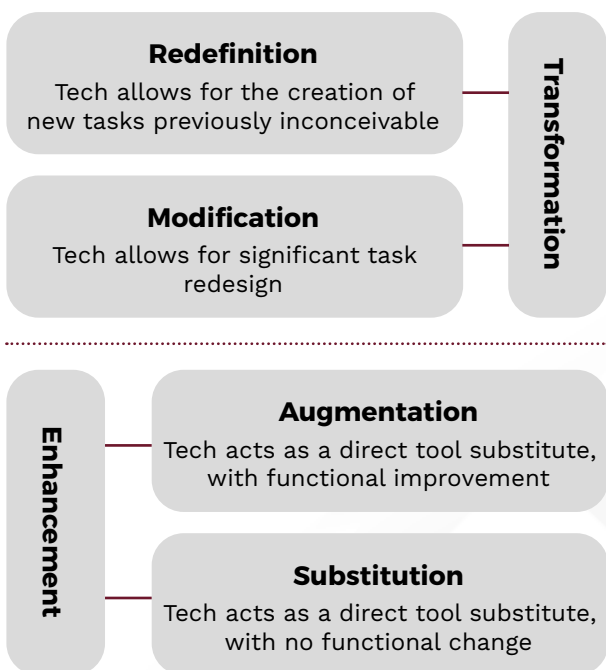 Redefinition
Tech allows for the creation of
new tasks previously inconceivable
Transformation
Modification
Tech allows for significant task
redesign
Enhancement
Augmentation
Tech acts as a direct tool substitute,
with functional improvement
Substitution
Tech acts as a direct tool substitute,
with no functional change